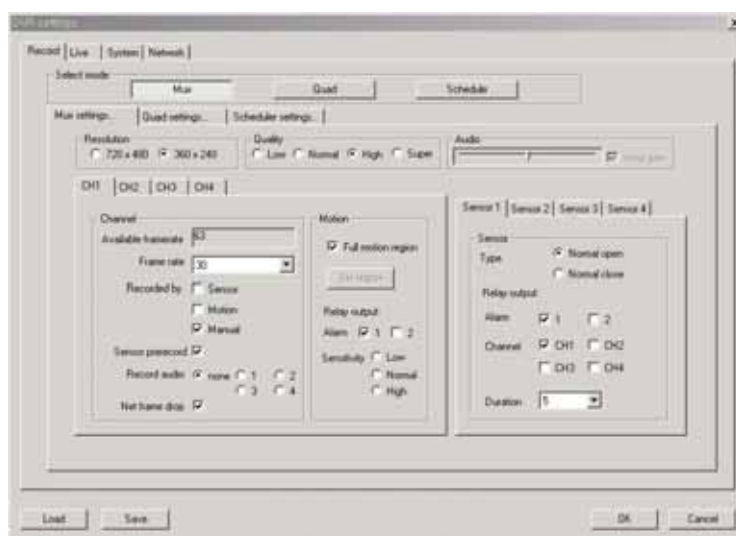 DVR settings
x
Record Live System Network
Select mode
Mux Quad Schedule
Mux settings... Quad settings... Scheduler settings...
Resolution
720 x 480 360 x 240
Quality
Low Normal High Super
Audio
CH1 CH2 CH3 CH4
Channel
Available framerate 63
Frame rate 30
Recorded by Sensor
Motion
Manual
Sensor prerecord
Record audio none 1 2
3 4
Net frame drop
Motion
Full motion region
Set region
Relay output
Alarm 1 2
Sensitivity Low
Normal
High
Sensor 1 Sensor 2 Sensor 3 Sensor 4
Sensor
Type Normal open
Normal close
Relay output
Alarm 1 2
Channel CH1 CH2
CH3 CH4
Duration 5
Load Save OK Cancel